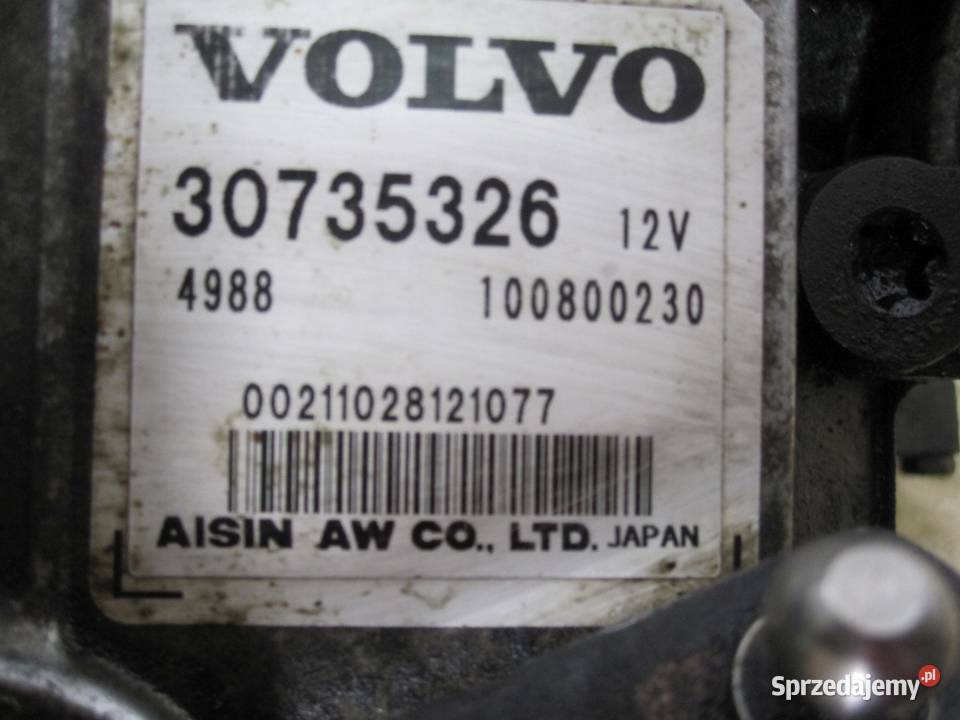 VOLVO
30735326 12V
4988 100800230
00211028121077
AISIN AW CO., LTD. JAPAN
Sprzedajemy.pl